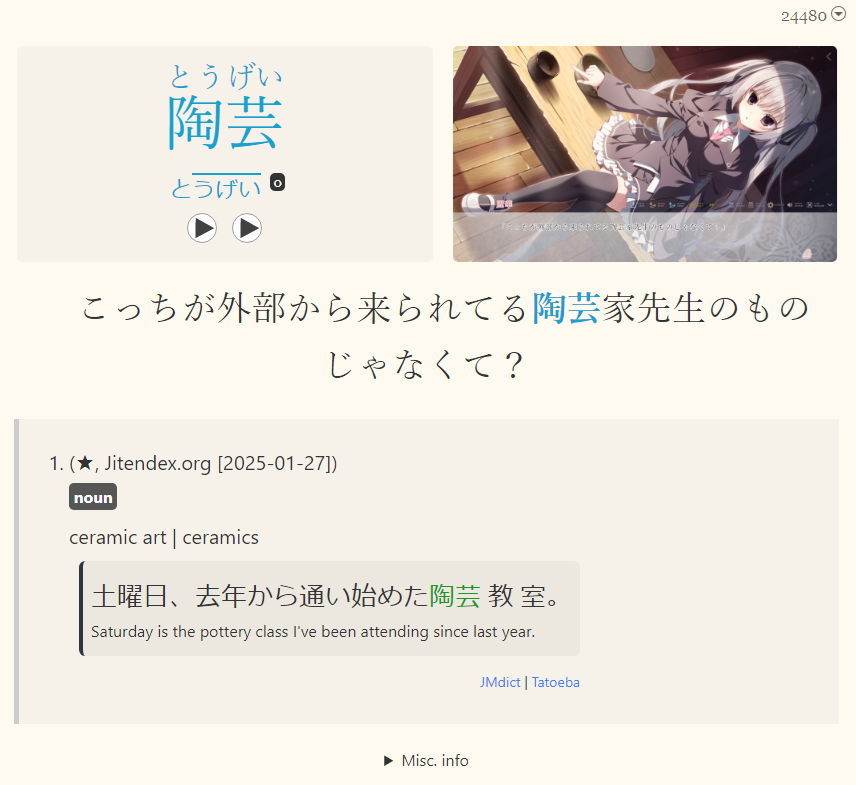 24480
とうげい
陶芸
とうげい 0
こっちが外部から来られてる陶芸家先生のもの
じゃなくて？
1. (★, Jitendex.org [2025-01-27])
noun
ceramic art | ceramics
土曜日、去年から通い始めた陶芸 教 室。
Saturday is the pottery class I've been attending since last year.
JMdict | Tatoeba
▶ Misc. info